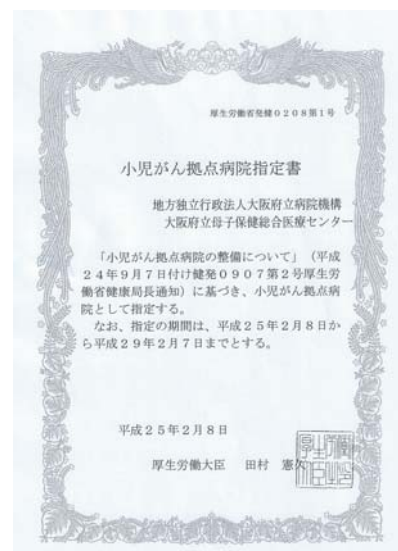 厚生労働省発健0208第1号
小児がん拠点病院指定書
地方独立行政法人大阪府立病院機構
大阪府立母子保健総合医療センター
「小児がん拠点病院の整備について」（平成
24年9月7日付け健発0907第2号厚生労
働省健康局長通知）に基づき、小児がん拠点病
院として指定する。
なお、指定の期間は、平成25年2月8日か
ら平成29年2月7日までとする。
平成25年2月8日
厚生労働大臣 田村 憲久